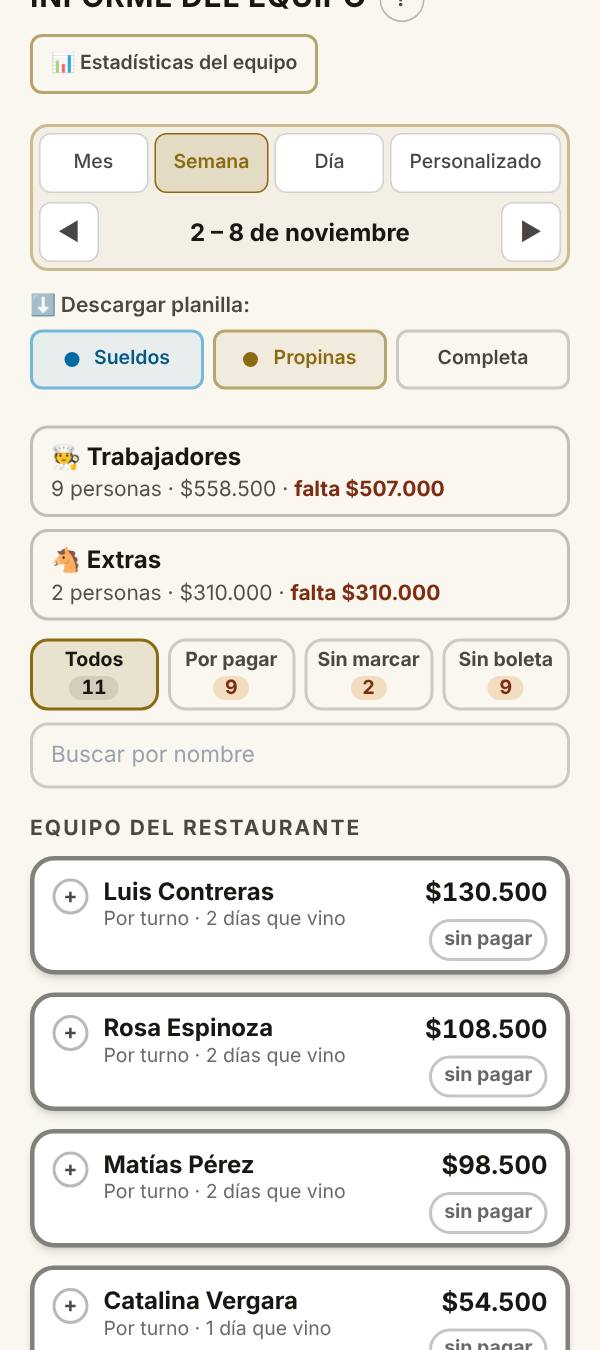 INFORME DEL EQUIPO ?
📊 Estadísticas del equipo
Mes Semana Día Personalizado
◀ 2 – 8 de noviembre ▶
⬇️ Descargar planilla:
Sueldos Propinas Completa
Trabajadores
9 personas · $558.500 · falta $507.000
🐴 Extras
2 personas · $310.000 · falta $310.000
Todos Por pagar Sin marcar Sin boleta
11 9 2 9
Buscar por nombre
EQUIPO DEL RESTAURANTE
+ Luis Contreras $130.500
Por turno · 2 días que vino
sin pagar
+ Rosa Espinoza $108.500
Por turno · 2 días que vino
sin pagar
+ Matías Pérez $98.500
Por turno · 2 días que vino
sin pagar
+ Catalina Vergara $54.500
Por turno · 1 día que vino
sin pagar